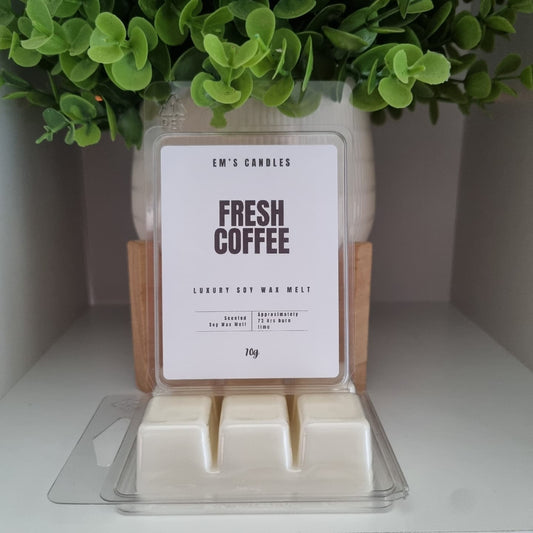 EM'S CANDLES
FRESH
COFFEE
LUXURY SOY WAX MELT
Scented
Soy Wax Melt
Approximately
72 hrs burn
time
70g